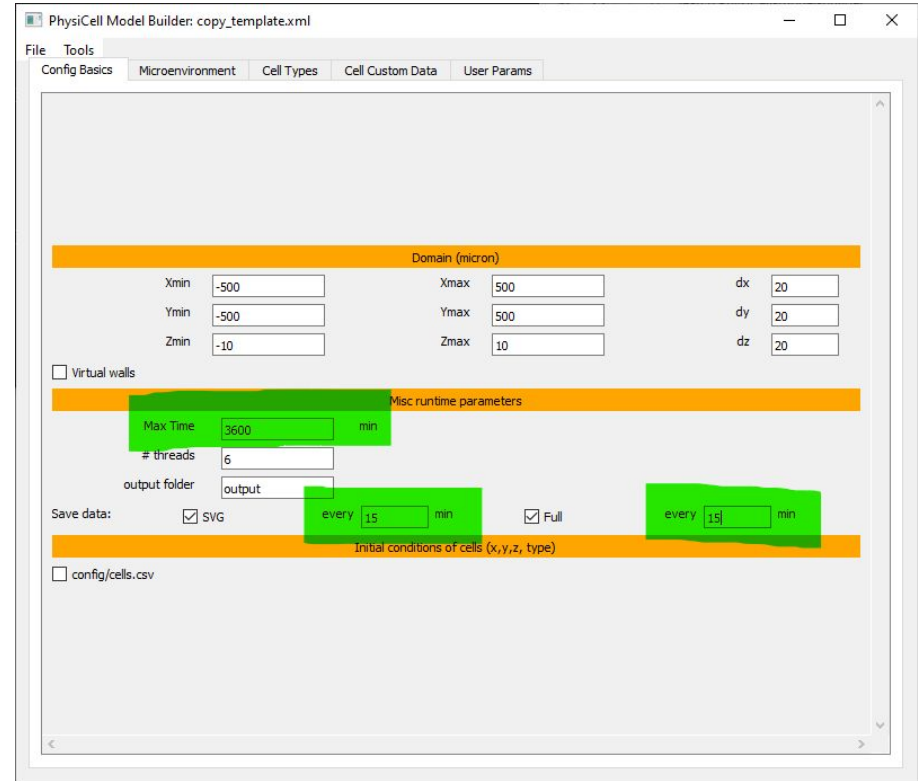 PhysiCell Model Builder: copy_template.xml
File Tools
Config Basics Microenvironment Cell Types Cell Custom Data User Params
Domain (micron)
Xmin -500 Xmax 500 dx 20
Ymin -500 Ymax 500 dy 20
Zmin -10 Zmax 10 dz 20
Virtual walls
Misc runtime parameters
Max Time 3600 min
# threads 6
output folder output
Save data: SVG every 15 min Full every 15 min
Initial conditions of cells (x,y,z, type)
config/cells.csv